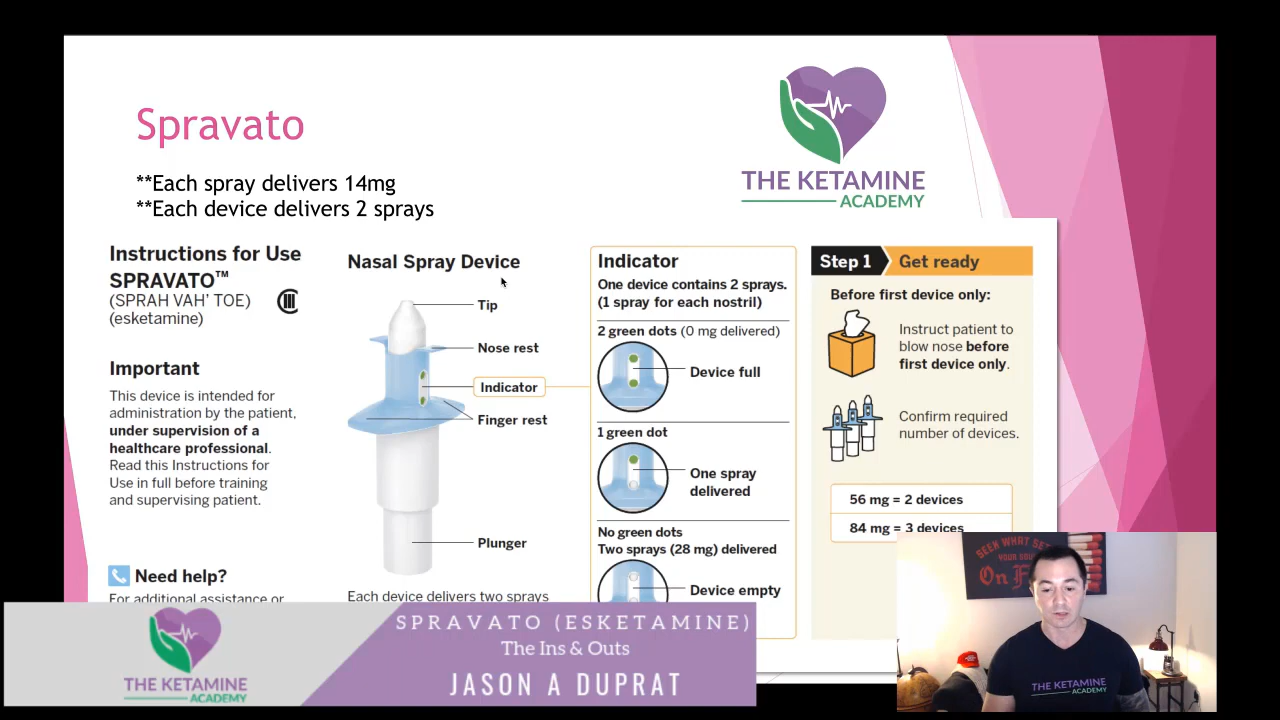 Spravato
**Each spray delivers 14mg
**Each device delivers 2 sprays
THE KETAMINE
ACADEMY
Instructions for Use
SPRAVATO™
(SPRAH VAH' TOE)
(esketamine)
CIII
Important
This device is intended for
administration by the patient,
under supervision of a
healthcare professional.
Read this Instructions for
Use in full before training
and supervising patient.
Need help?
For additional assistance or
Nasal Spray Device
Tip
Nose rest
Indicator
Finger rest
Plunger
Each device delivers two sprays
Indicator
One device contains 2 sprays.
(1 spray for each nostril)
2 green dots (0 mg delivered)
Device full
1 green dot
One spray
delivered
No green dots
Two sprays (28 mg) delivered
Device empty
Step 1
Get ready
Before first device only:
Instruct patient to
blow nose before
first device only.
Confirm required
number of devices.
56 mg = 2 devices
84 mg = 3 devices
SEEK WHAT SET
YOUR SOU
On F
THE KETAMINE
ACADEMY
THE KETAMINE
ACADEMY
SPRAVATO (ESKETAMINE)
The Ins & Outs
JASON A DUPRAT